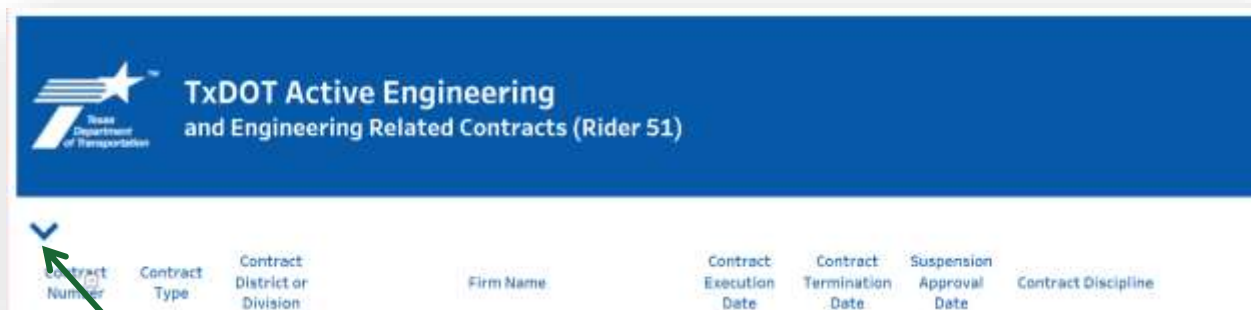 TxDOT Active Engineering
and Engineering Related Contracts (Rider 51)
Texas
Department
of Transportation
Contract
Number
Contract
Type
Contract
District or
Division
Firm Name
Contract
Execution
Date
Contract
Termination
Date
Suspension
Approval
Date
Contract Discipline